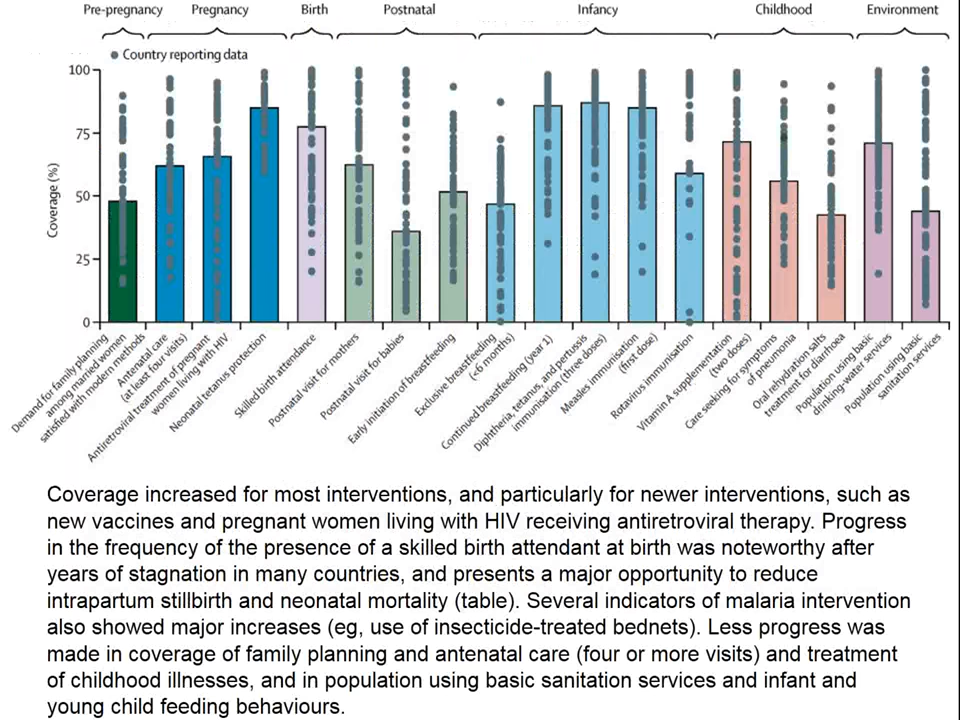 Pre-pregnancy Pregnancy Birth Postnatal Infancy Childhood Environment
Country reporting data
100
75
50
25
0
Coverage (%)
Demand for family planning
among married women
satisfied with modern methods
Antenatal care
(at least four visits)
Antiretroviral treatment of pregnant
women living with HIV
Neonatal tetanus protection
Skilled birth attendance
Postnatal visit for mothers
Postnatal visit for babies
Early initiation of breastfeeding
Exclusive breastfeeding
(<6 months)
Continued breastfeeding (year 1)
Diphtheria, tetanus, and pertussis
immunisation (three doses)
Measles immunisation
(first dose)
Rotavirus immunisation
Vitamin A supplementation
(two doses)
Care seeking for symptoms
of pneumonia
Oral rehydration salts
treatment for diarrhoea
Population using basic
drinking-water services
Population using basic
sanitation services
Coverage increased for most interventions, and particularly for newer interventions, such as
new vaccines and pregnant women living with HIV receiving antiretroviral therapy. Progress
in the frequency of the presence of a skilled birth attendant at birth was noteworthy after
years of stagnation in many countries, and presents a major opportunity to reduce
intrapartum stillbirth and neonatal mortality (table). Several indicators of malaria intervention
also showed major increases (eg, use of insecticide-treated bednets). Less progress was
made in coverage of family planning and antenatal care (four or more visits) and treatment
of childhood illnesses, and in population using basic sanitation services and infant and
young child feeding behaviours.